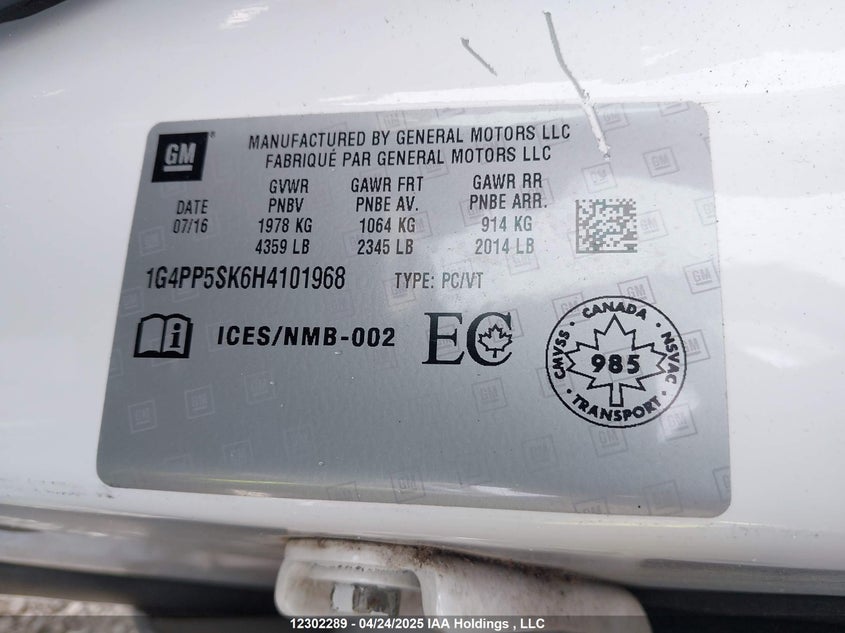 GM
MANUFACTURED BY GENERAL MOTORS LLC
FABRIQUÉ PAR GENERAL MOTORS LLC
GVWR GAWR FRT GAWR RR
DATE PNBV PNBE AV. PNBE ARR.
07/16 1978 KG 1064 KG 914 KG
4359 LB 2345 LB 2014 LB
1G4PP5SK6H4101968 TYPE: PC/VT
ICES/NMB-002 EC
CMVSS · CANADA · NSVAC · TRANSPORT ·
985
12302289 - 04/24/2025 IAA Holdings , LLC